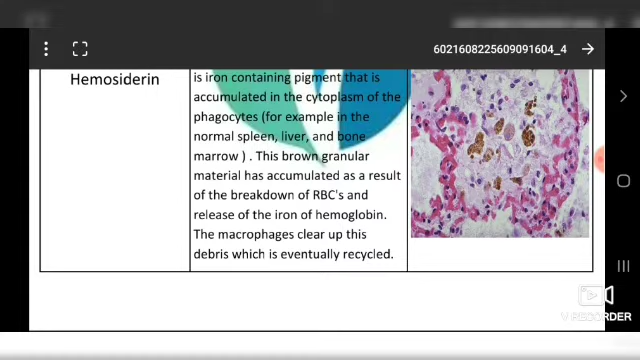 6021608225609091604_4
Hemosiderin
is iron containing pigment that is
accumulated in the cytoplasm of the
phagocytes (for example in the
normal spleen, liver, and bone
marrow ) . This brown granular
material has accumulated as a result
of the breakdown of RBC's and
release of the iron of hemoglobin.
The macrophages clear up this
debris which is eventually recycled.
V RECORDER